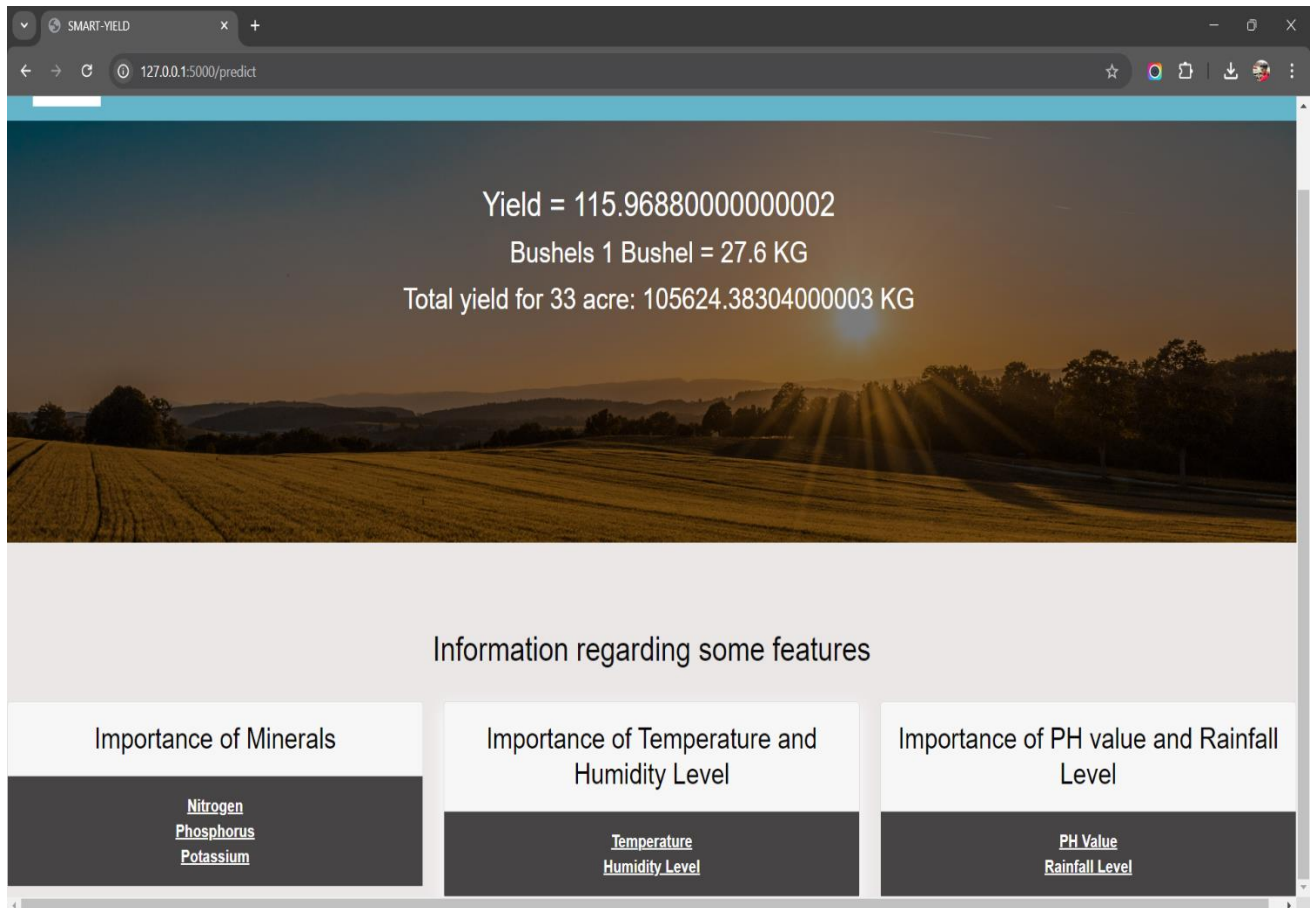 SMART-YIELD
127.0.0.1:5000/predict
Yield = 115.96880000000002
Bushels 1 Bushel = 27.6 KG
Total yield for 33 acre: 105624.38304000003 KG
Information regarding some features
Importance of Minerals
Nitrogen
Phosphorus
Potassium
Importance of Temperature and
Humidity Level
Temperature
Humidity Level
Importance of PH value and Rainfall
Level
PH Value
Rainfall Level